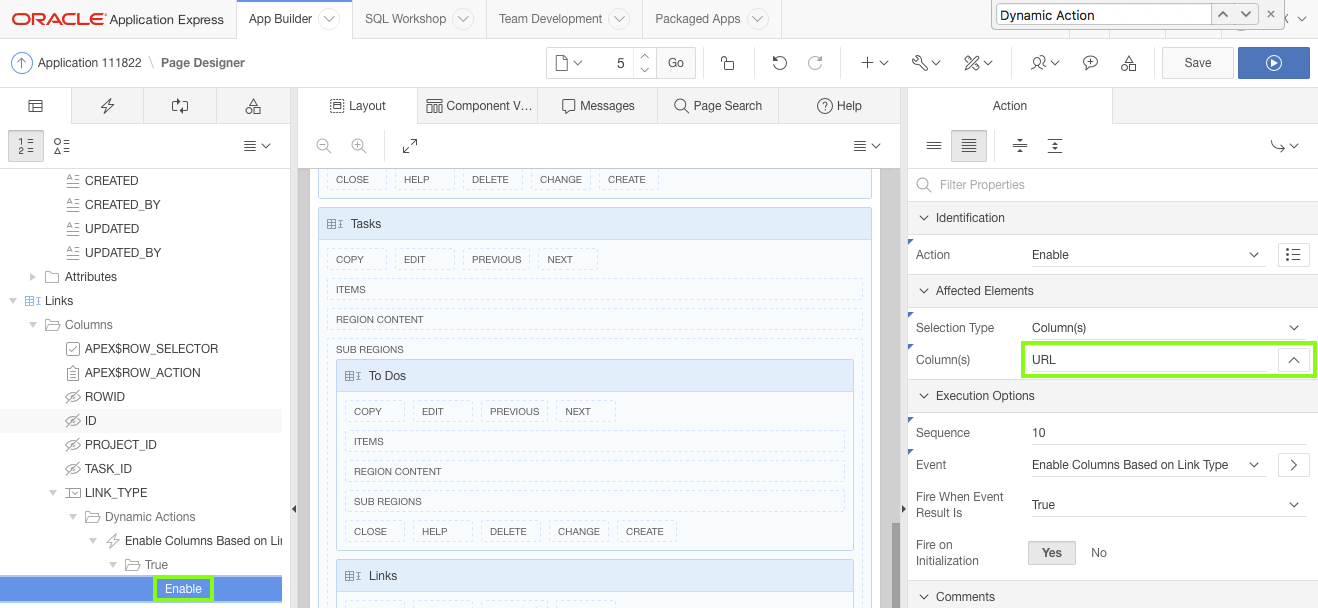 ORACLE Application Express
App Builder
SQL Workshop
Team Development
Packaged Apps
Dynamic Action
Application 111822 \ Page Designer
5
Go
Save
Layout
Component V...
Messages
Page Search
Help
Action
1
2
CREATED
CREATED_BY
UPDATED
UPDATED_BY
Attributes
Links
Columns
APEX$ROW_SELECTOR
APEX$ROW_ACTION
ROWID
ID
PROJECT_ID
TASK_ID
LINK_TYPE
Dynamic Actions
Enable Columns Based on Li
True
Enable
CLOSE HELP DELETE CHANGE CREATE
Tasks
COPY EDIT PREVIOUS NEXT
ITEMS
REGION CONTENT
SUB REGIONS
To Dos
COPY EDIT PREVIOUS NEXT
ITEMS
REGION CONTENT
SUB REGIONS
CLOSE HELP DELETE CHANGE CREATE
Links
Filter Properties
Identification
Action Enable
Affected Elements
Selection Type Column(s)
Column(s) URL
Execution Options
Sequence 10
Event Enable Columns Based on Link Type
Fire When Event
Result Is
True
Fire on
Initialization
Yes No
Comments